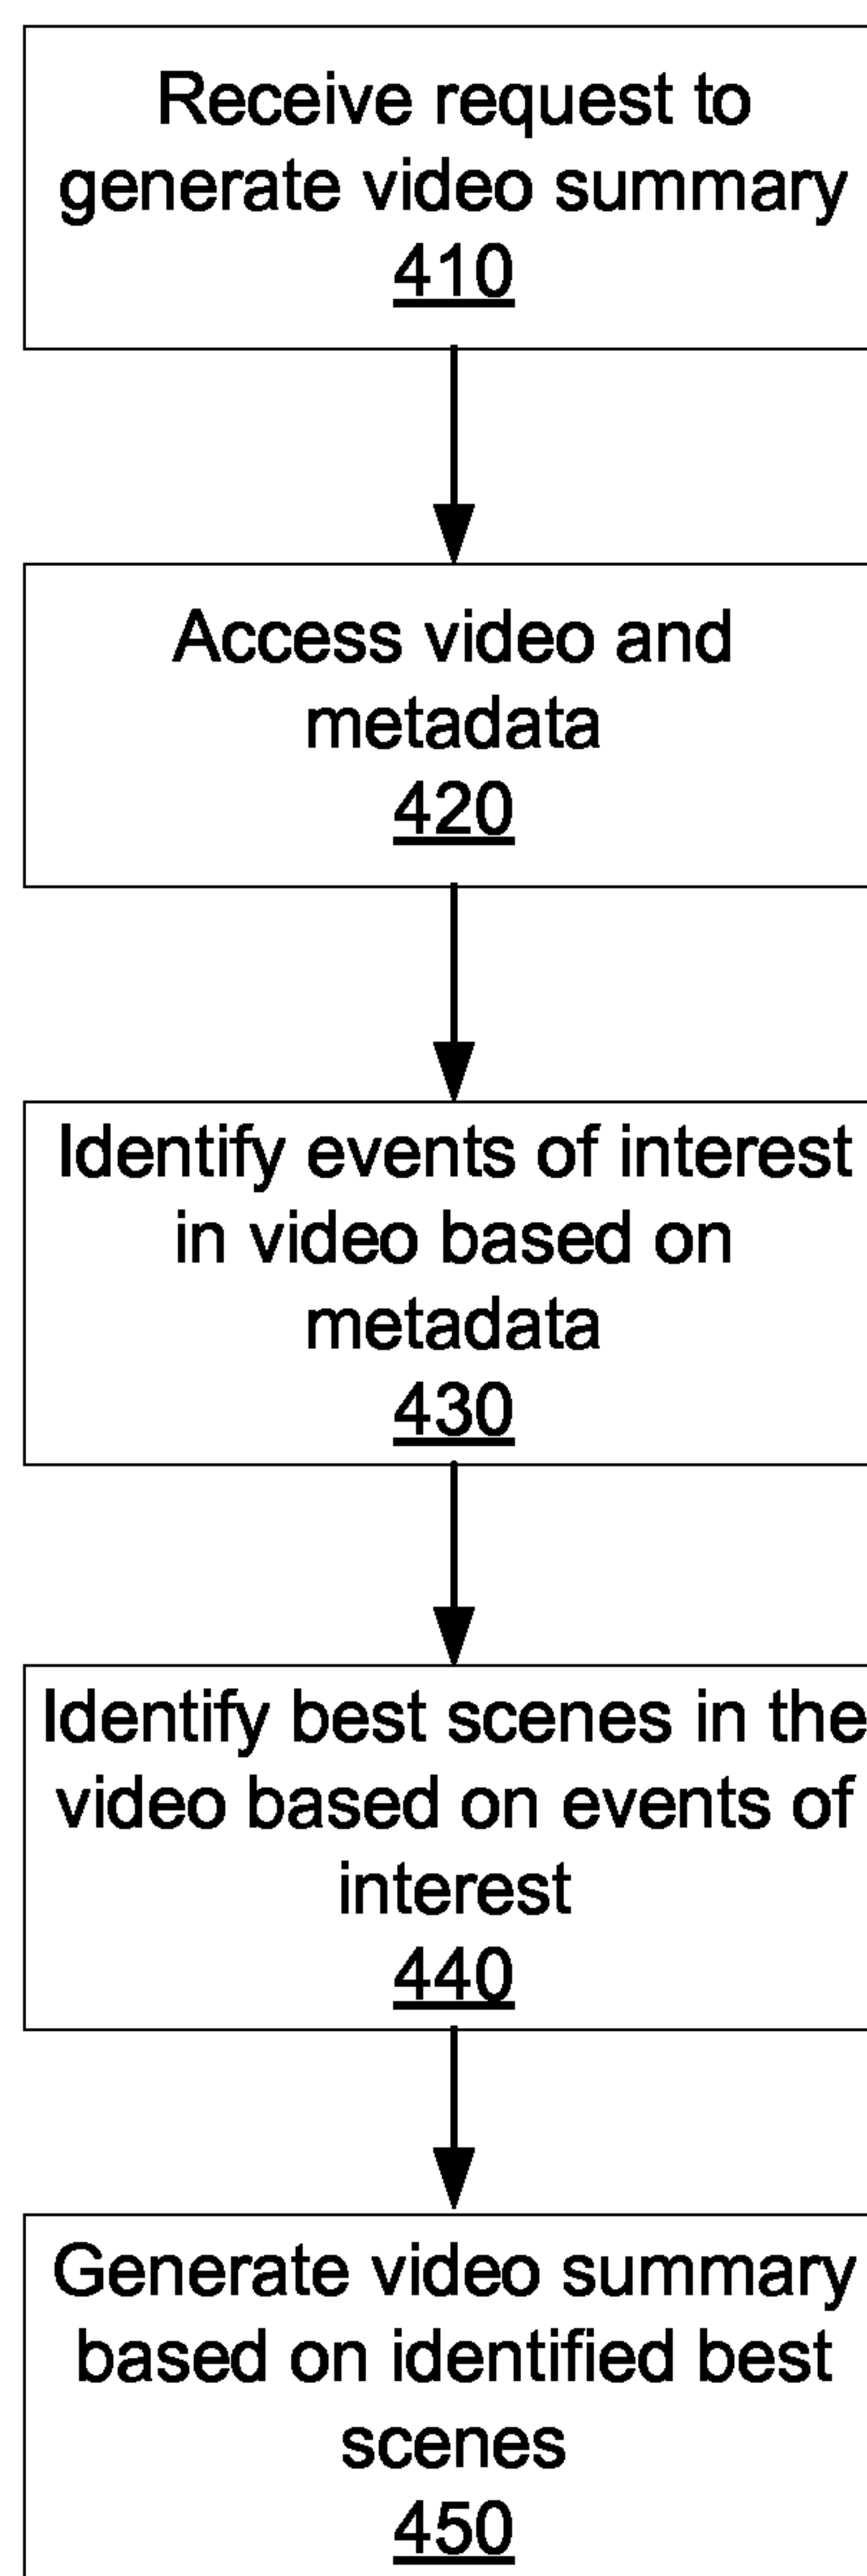 Receive request to
generate video summary
410
Access video and
metadata
420
Identify events of interest
in video based on
metadata
430
Identify best scenes in the
video based on events of
interest
440
Generate video summary
based on identified best
scenes
450